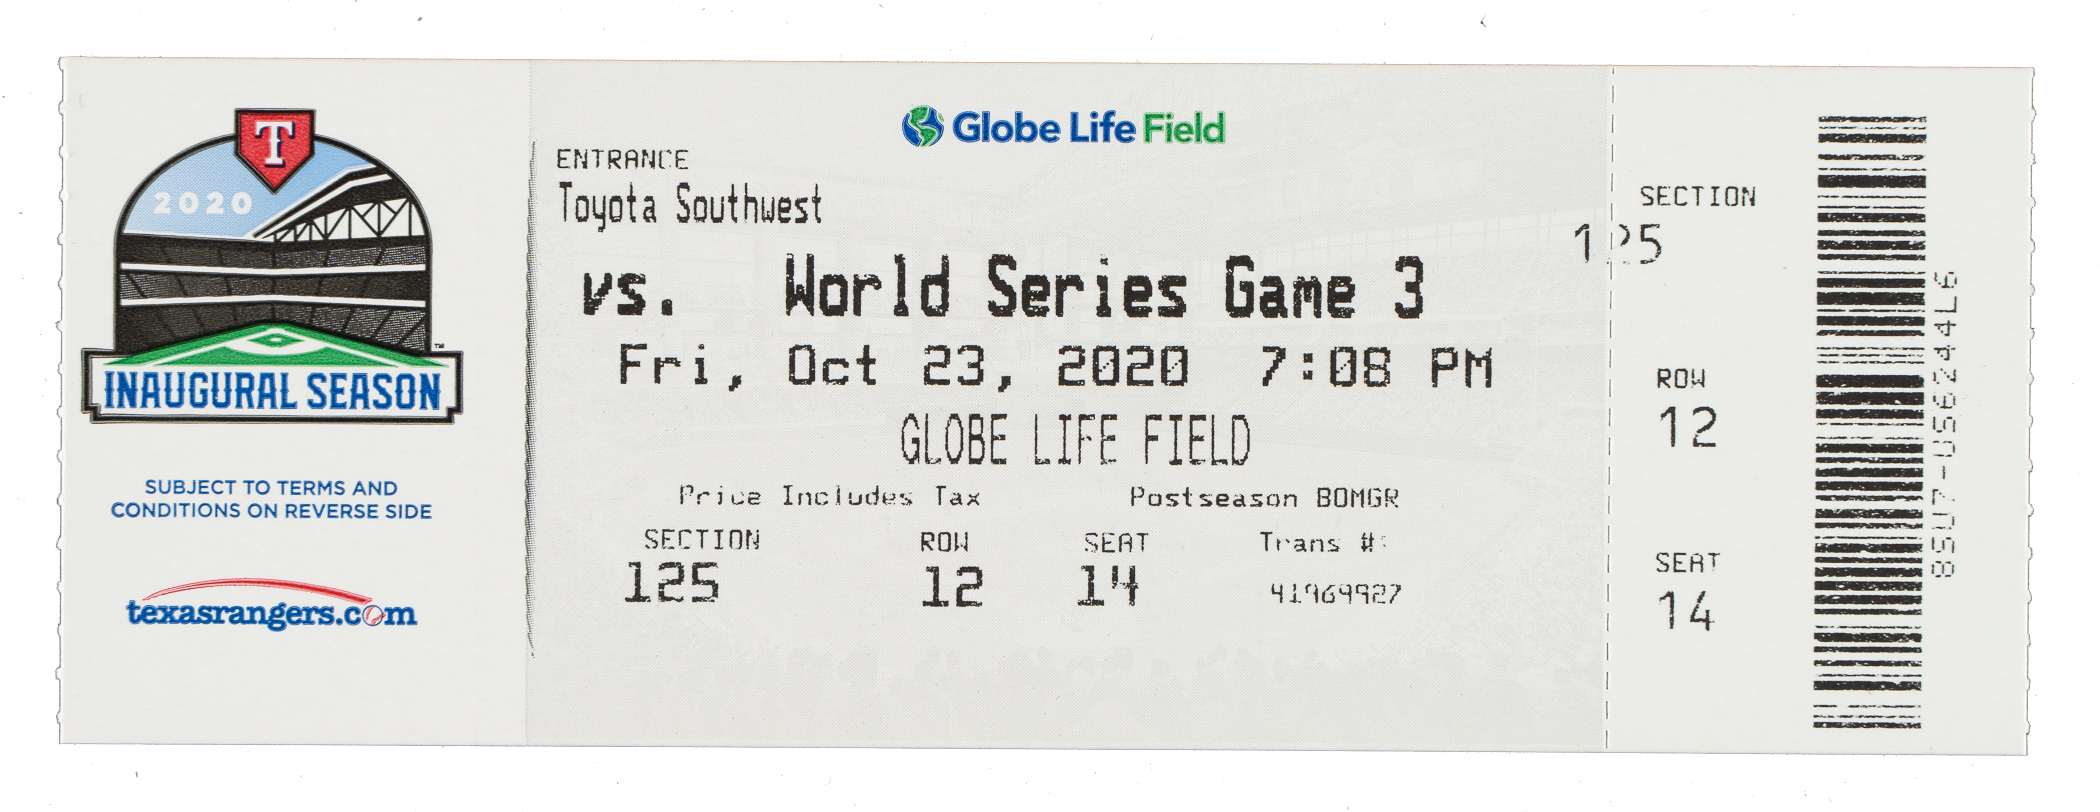 T
2020
INAUGURAL SEASON
™
SUBJECT TO TERMS AND
CONDITIONS ON REVERSE SIDE
texasrangers.com
Globe Life Field
ENTRANCE
Toyota Southwest
vs. World Series Game 3
Fri, Oct 23, 2020 7:08 PM
GLOBE LIFE FIELD
Price Includes Tax Postseason BOMGR
SECTION ROW SEAT Trans #:
125 12 14 41969927
SECTION
125
ROW
12
SEAT
14